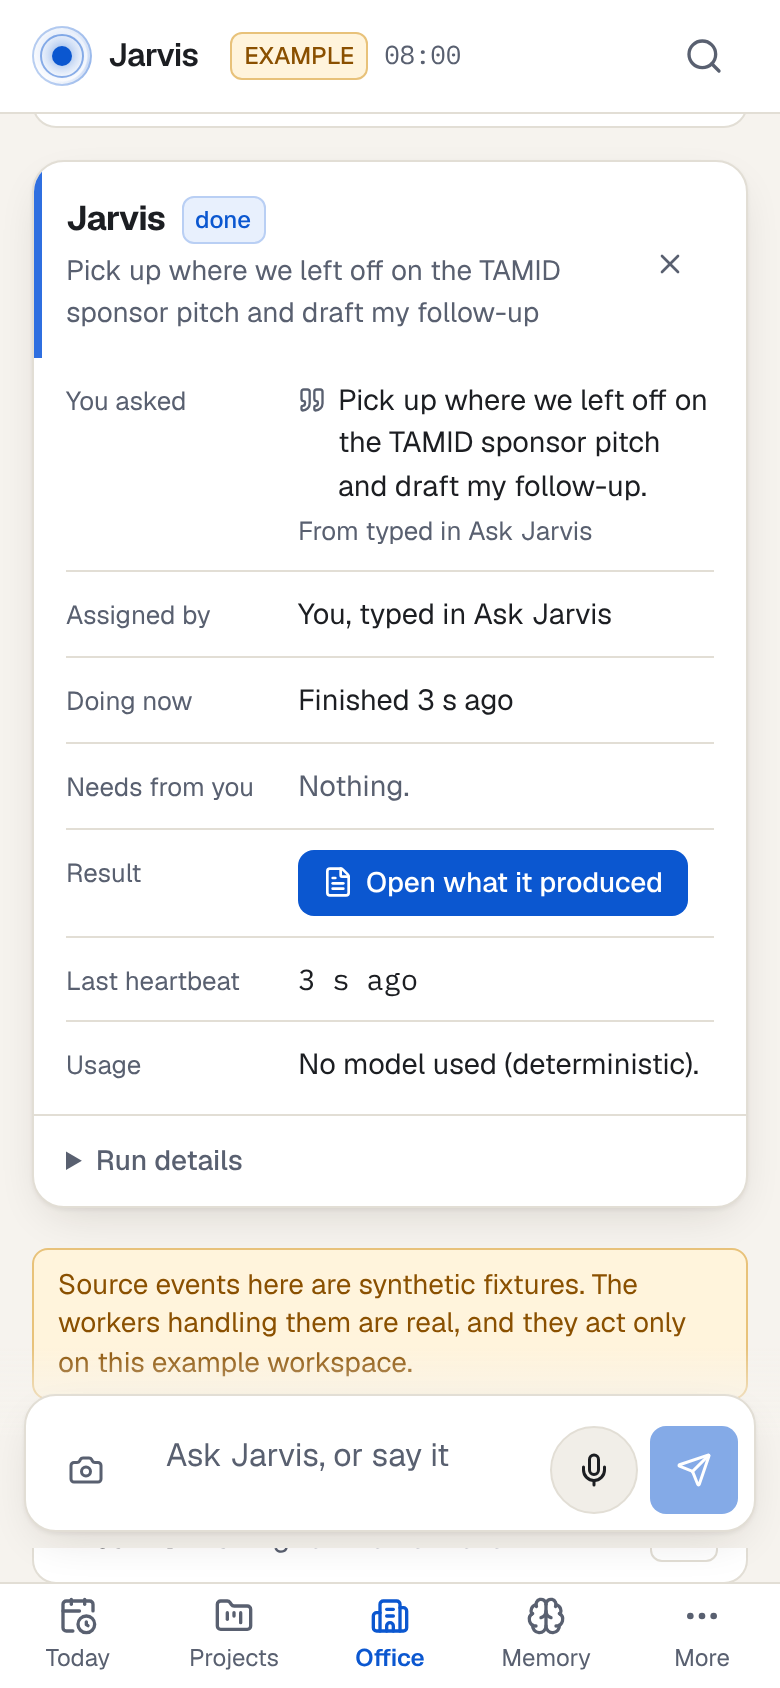 Jarvis
EXAMPLE
08:00
Jarvis
done
Pick up where we left off on the TAMID
sponsor pitch and draft my follow-up
You asked
Pick up where we left off on
the TAMID sponsor pitch
and draft my follow-up.
From typed in Ask Jarvis
Assigned by
You, typed in Ask Jarvis
Doing now
Finished 3 s ago
Needs from you
Nothing.
Result
Open what it produced
Last heartbeat
3 s ago
Usage
No model used (deterministic).
Run details
Source events here are synthetic fixtures. The
workers handling them are real, and they act only
on this example workspace.
Ask Jarvis, or say it
Today
Projects
Office
Memory
More